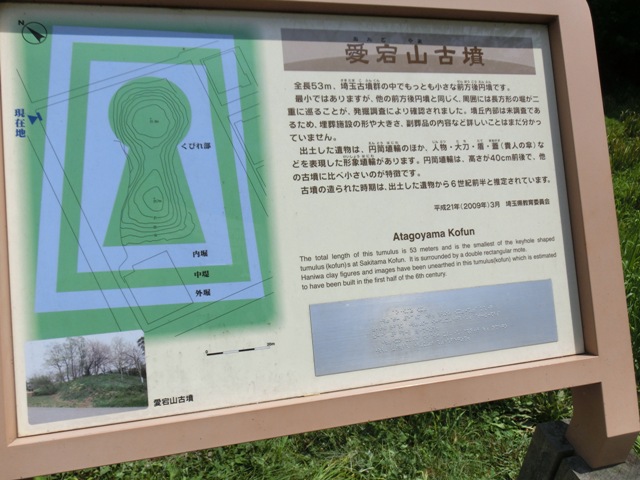 愛宕山古墳
全長53m、埼玉古墳群の中でもっとも小さな前方後円墳です。
最小ではありますが、他の前方後円墳と同じく、周囲には長方形の堀が二
重に巡ることが、発掘調査により確認されました。墳丘内部は未調査であ
るため、埋葬施設の形や大きさ、副葬品の内容など詳しいことはまだ分かっ
ていません。
出土した遺物は、円筒埴輪のほか、人物・大刀・盾・蓋(貴人の傘)な
どを表現した形象埴輪があります。円筒埴輪は、高さが40cm前後で、他
の古墳に比べ小さいのが特徴です。
古墳の造られた時期は、出土した遺物から6世紀前半と推定されています。
平成21年(2009年)3月 埼玉県教育委員会
Atagoyama Kofun
The total length of this tumulus is 53 meters and is the smallest of the keyhole shaped
tumulus (kofun)s at Sakitama Kofun. It is surrounded by a double rectangular mote.
Haniwa clay figures and images have been unearthed in this tumulus(kofun) which is estimated
to have been built in the first half of the 6th century.
N
現在地
くびれ部
内堀
中堤
外堀
愛宕山古墳